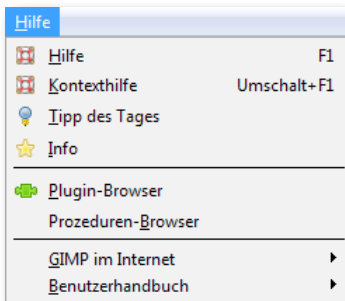 Hilfe
Hilfe F1
Kontexthilfe Umschalt+F1
Tipp des Tages
Info
Plugin-Browser
Prozeduren-Browser
GIMP im Internet
Benutzerhandbuch